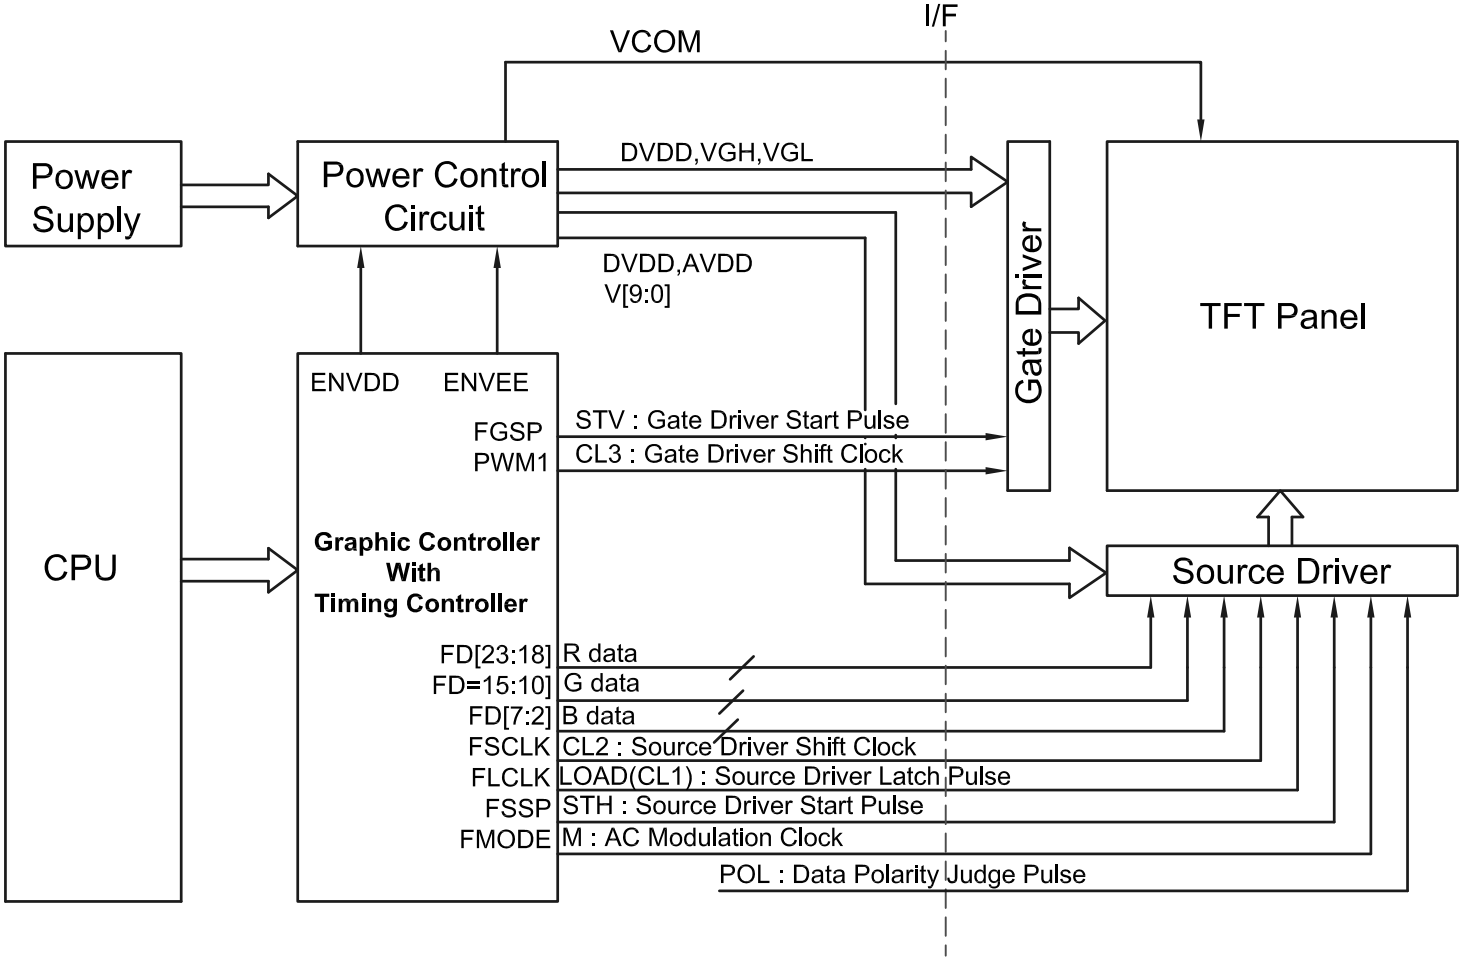 I/F
VCOM
Power
Supply
Power Control
Circuit
DVDD,VGH,VGL
DVDD,AVDD
V[9:0]
Gate Driver
TFT Panel
ENVDD
ENVEE
FGSP
STV : Gate Driver Start Pulse
PWM1
CL3 : Gate Driver Shift Clock
CPU
Graphic Controller
With
Timing Controller
Source Driver
FD[23:18]
R data
FD=15:10]
G data
FD[7:2]
B data
FSCLK
CL2 : Source Driver Shift Clock
FLCLK
LOAD(CL1) : Source Driver Latch Pulse
FSSP
STH : Source Driver Start Pulse
FMODE
M : AC Modulation Clock
POL : Data Polarity Judge Pulse